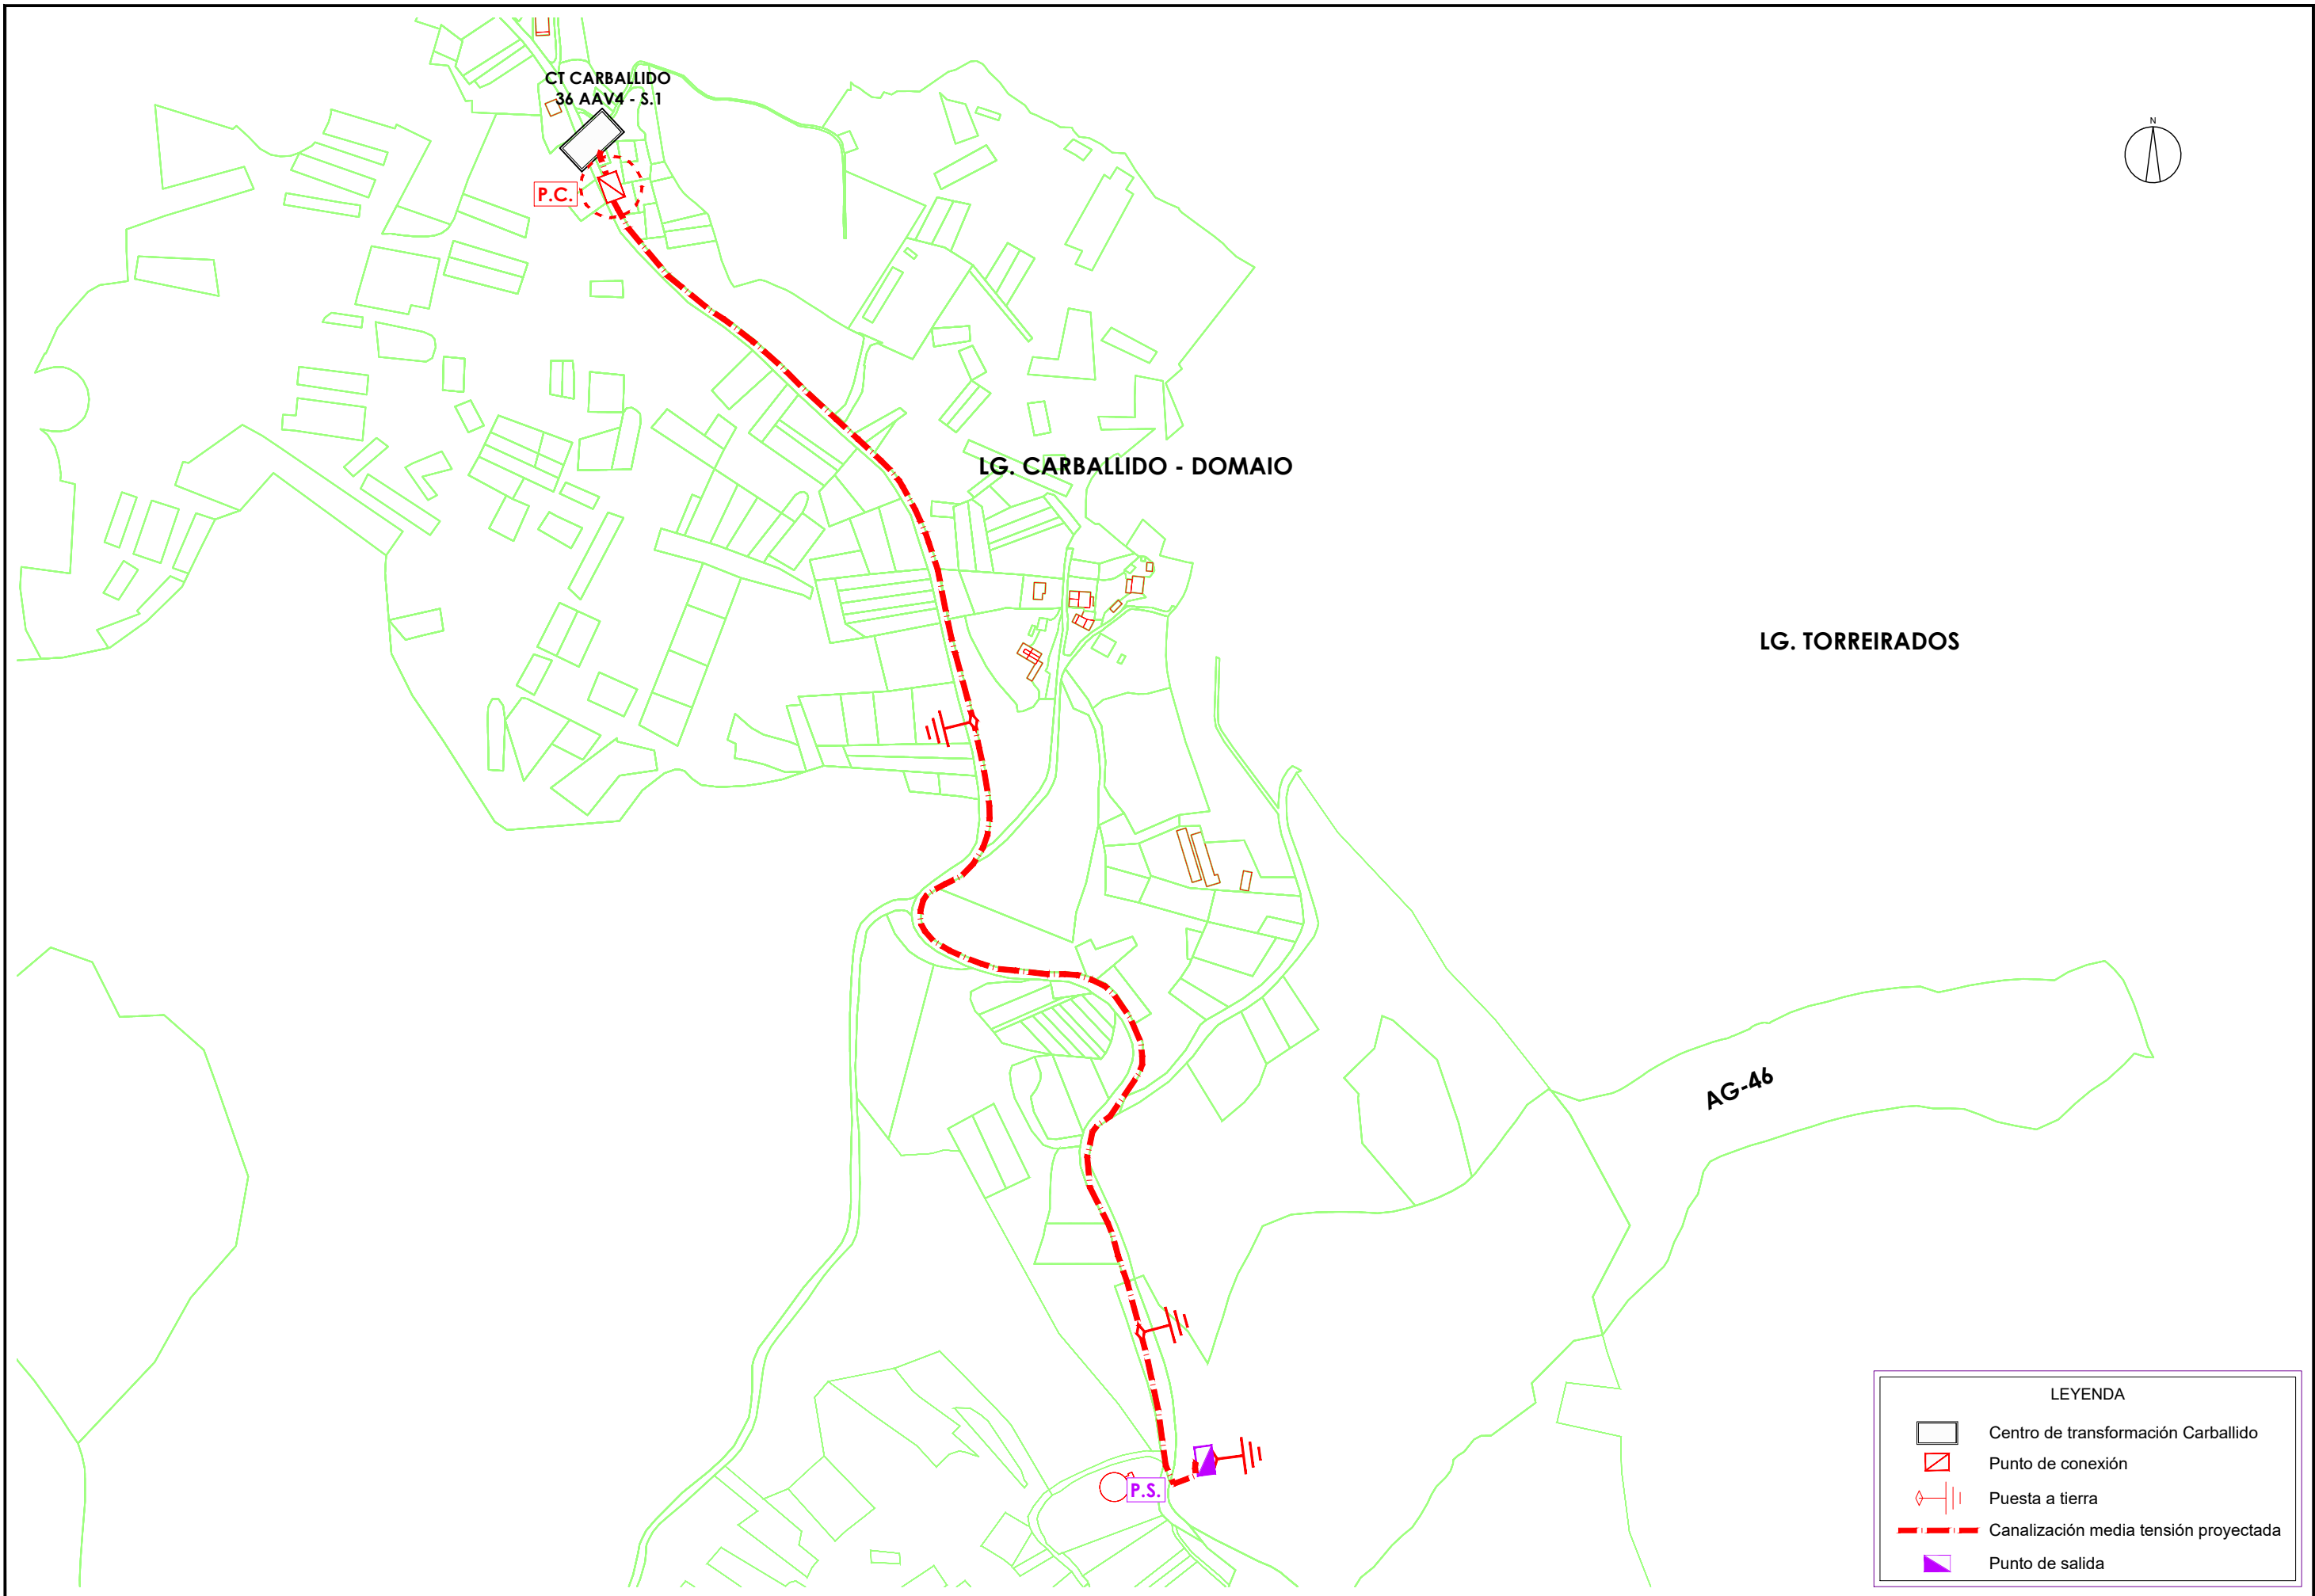 CT CARBALLIDO
36 AAV4 - S.1
N
P.C.
LG. CARBALLIDO - DOMAIO
LG. TORREIRADOS
AG-46
P.S.
LEYENDA
Centro de transformación Carballido
Punto de conexión
Puesta a tierra
Canalización media tensión proyectada
Punto de salida